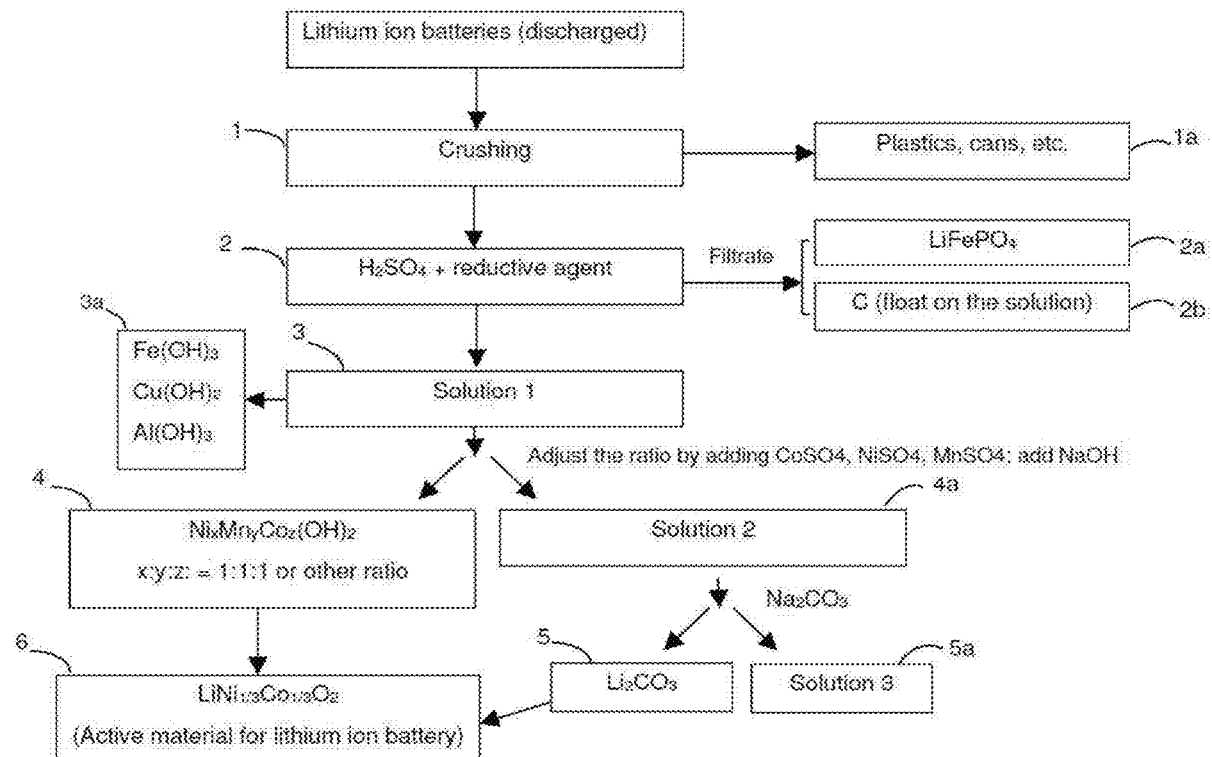 Lithium ion batteries (discharged)
1
Crushing
Plastics, cans, etc.
1a
2
H₂SO₄ + reductive agent
Filtrate
LiFePO₄
2a
C (float on the solution)
2b
3a
Fe(OH)₃
Cu(OH)₂
Al(OH)₃
3
Solution 1
Adjust the ratio by adding CoSO4, NiSO4, MnSO4; add NaOH
4
NiₓMnᵧCo₂(OH)₂
x:y:z: = 1:1:1 or other ratio
4a
Solution 2
Na₂CO₃
5
Li₂CO₃
5a
Solution 3
6
LiNi₁/₃Co₁/₃O₂
(Active material for lithium ion battery)